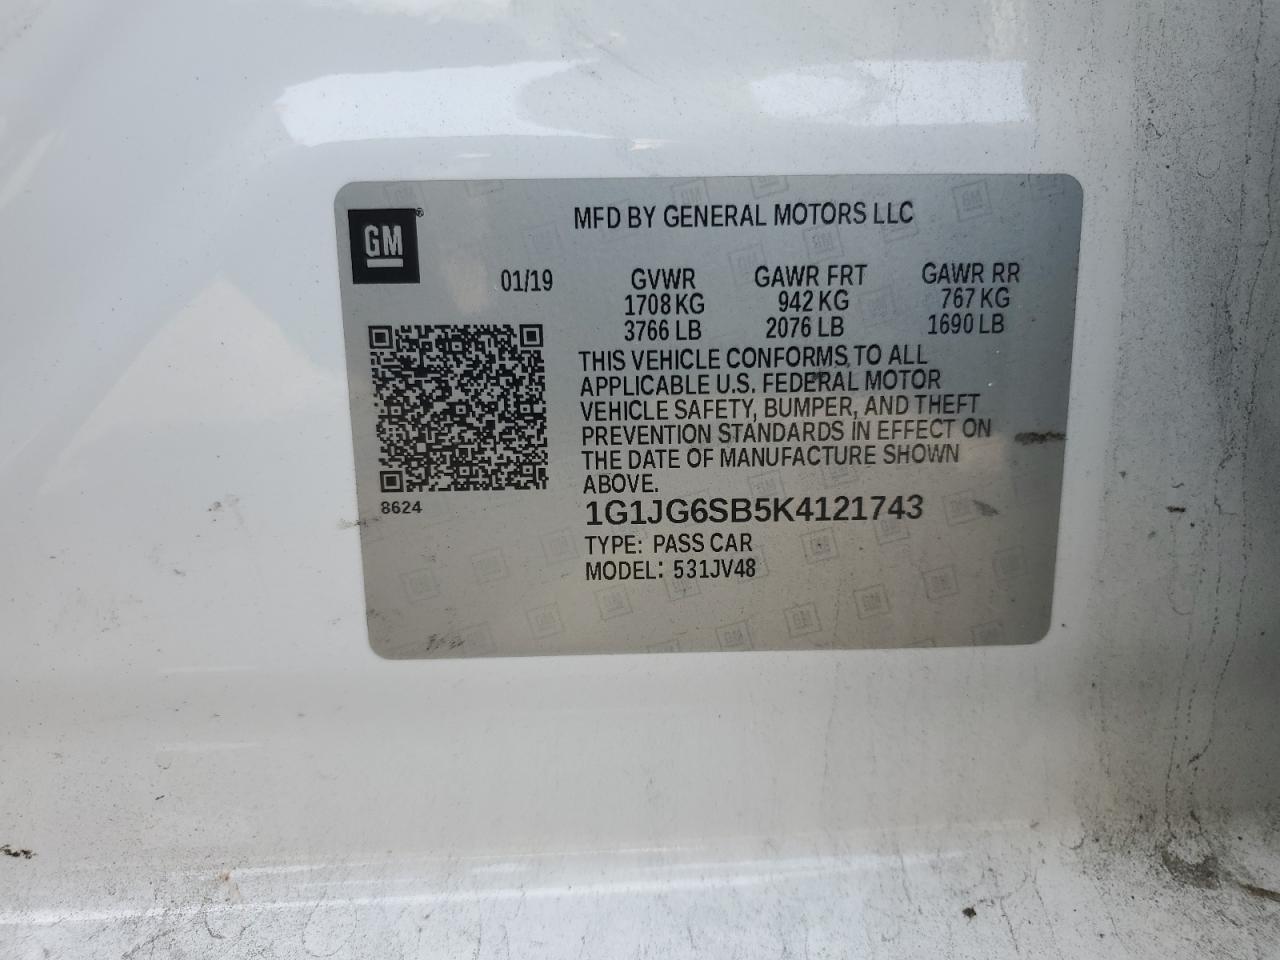 GM®
MFD BY GENERAL MOTORS LLC
01/19 GVWR GAWR FRT GAWR RR
1708 KG 942 KG 767 KG
3766 LB 2076 LB 1690 LB
THIS VEHICLE CONFORMS TO ALL
APPLICABLE U.S. FEDERAL MOTOR
VEHICLE SAFETY, BUMPER, AND THEFT
PREVENTION STANDARDS IN EFFECT ON
THE DATE OF MANUFACTURE SHOWN
ABOVE.
8624
1G1JG6SB5K4121743
TYPE: PASS CAR
MODEL: 531JV48